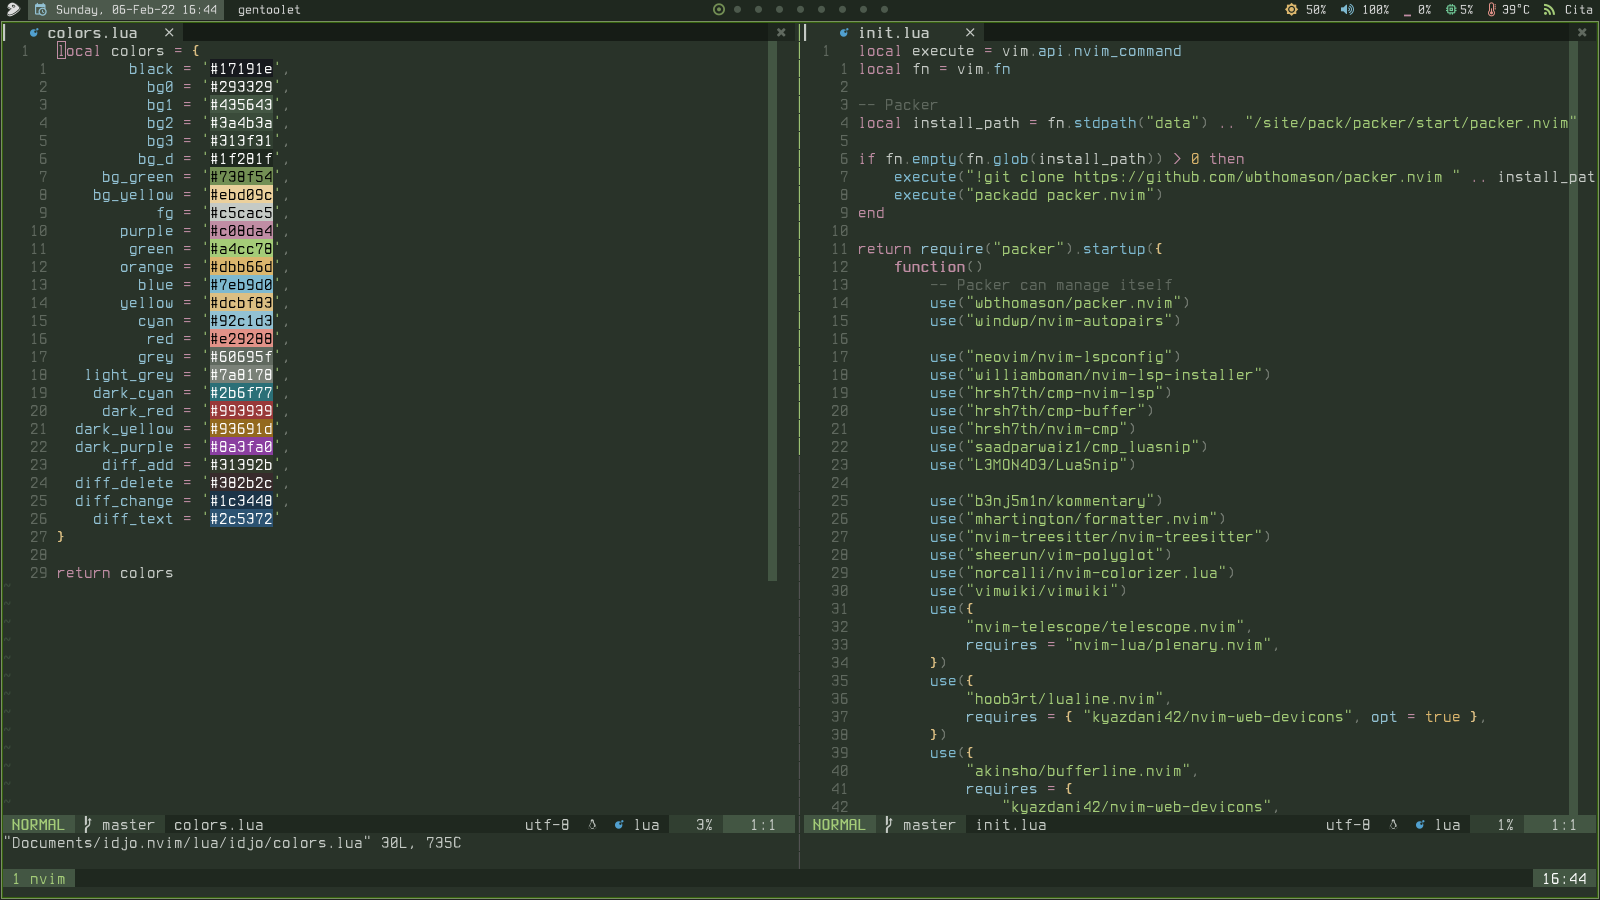 Sunday, 06-Feb-22 16:44 gentoolet 50% 100% _ 0% 5% 39°C Cita
colors.lua ×
1 local colors = {
1 black = '#17191e',
2 bg0 = '#293329',
3 bg1 = '#435643',
4 bg2 = '#3a4b3a',
5 bg3 = '#313f31',
6 bg_d = '#1f281f',
7 bg_green = '#738f54',
8 bg_yellow = '#ebd09c',
9 fg = '#c5cac5',
10 purple = '#c08da4',
11 green = '#a4cc78',
12 orange = '#dbb66d',
13 blue = '#7eb9d0',
14 yellow = '#dcbf83',
15 cyan = '#92c1d3',
16 red = '#e29288',
17 grey = '#60695f',
18 light_grey = '#7a8178',
19 dark_cyan = '#2b6f77',
20 dark_red = '#993939',
21 dark_yellow = '#93691d',
22 dark_purple = '#8a3fa0',
23 diff_add = '#31392b',
24 diff_delete = '#382b2c',
25 diff_change = '#1c3448',
26 diff_text = '#2c5372'
27 }
28
29 return colors
~
~
~
~
~
~
~
~
~
~
~
~
~
NORMAL master colors.lua utf-8 lua 3% 1:1
"Documents/idjo.nvim/lua/idjo/colors.lua" 30L, 735C
init.lua ×
1 local execute = vim.api.nvim_command
1 local fn = vim.fn
2
3 -- Packer
4 local install_path = fn.stdpath("data") .. "/site/pack/packer/start/packer.nvim"
5
6 if fn.empty(fn.glob(install_path)) > 0 then
7 execute("!git clone https://github.com/wbthomason/packer.nvim " .. install_pat
8 execute("packadd packer.nvim")
9 end
10
11 return require("packer").startup({
12 function()
13 -- Packer can manage itself
14 use("wbthomason/packer.nvim")
15 use("windwp/nvim-autopairs")
16
17 use("neovim/nvim-lspconfig")
18 use("williamboman/nvim-lsp-installer")
19 use("hrsh7th/cmp-nvim-lsp")
20 use("hrsh7th/cmp-buffer")
21 use("hrsh7th/nvim-cmp")
22 use("saadparwaiz1/cmp_luasnip")
23 use("L3MON4D3/LuaSnip")
24
25 use("b3nj5m1n/kommentary")
26 use("mhartington/formatter.nvim")
27 use("nvim-treesitter/nvim-treesitter")
28 use("sheerun/vim-polyglot")
29 use("norcalli/nvim-colorizer.lua")
30 use("vimwiki/vimwiki")
31 use({
32 "nvim-telescope/telescope.nvim",
33 requires = "nvim-lua/plenary.nvim",
34 })
35 use({
36 "hoob3rt/lualine.nvim",
37 requires = { "kyazdani42/nvim-web-devicons", opt = true },
38 })
39 use({
40 "akinsho/bufferline.nvim",
41 requires = {
42 "kyazdani42/nvim-web-devicons",
NORMAL master init.lua utf-8 lua 1% 1:1
1 nvim 16:44